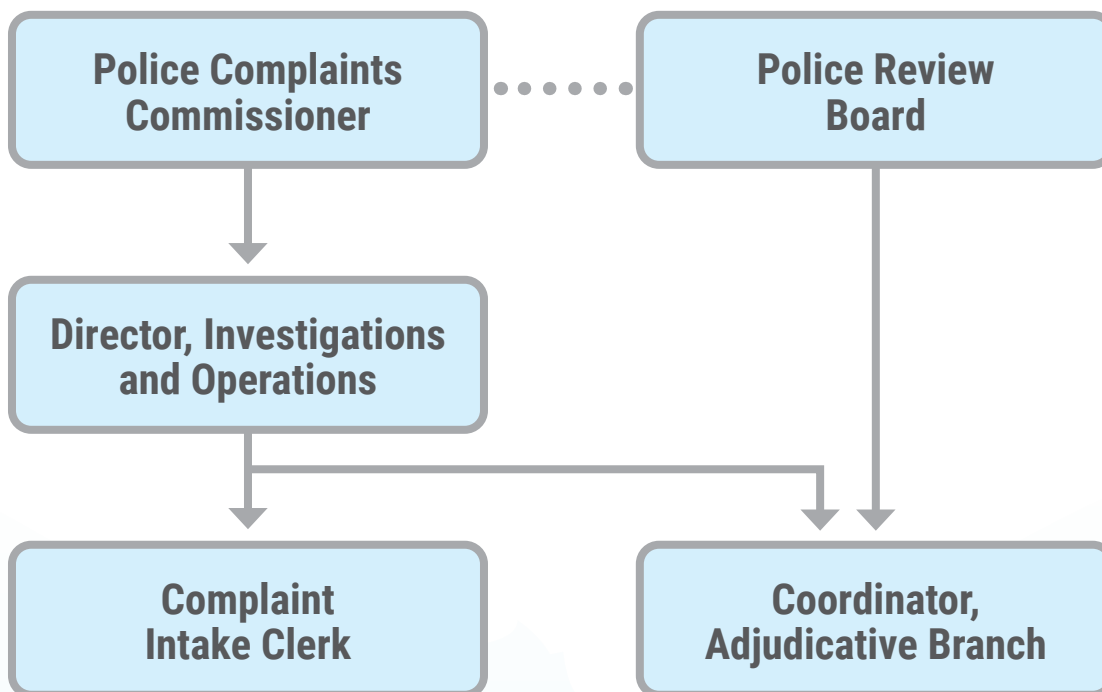 Police Complaints
Commissioner
Police Review
Board
Director, Investigations
and Operations
Complaint
Intake Clerk
Coordinator,
Adjudicative Branch